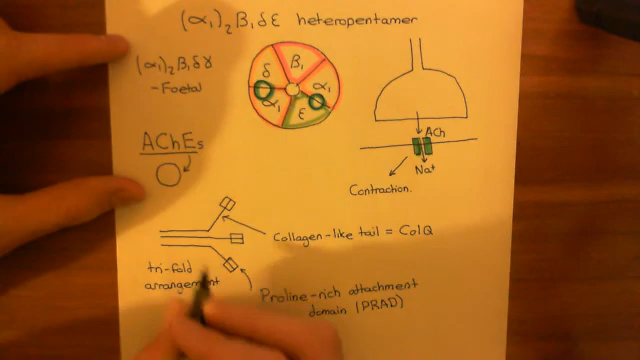 (α₁)₂ β₁ δ ε heteropentamer
(α₁)₂ β₁ δ γ
- Foetal
β₁
δ
α₁
α₁
ε
AChEs
ACh
Na⁺
Contraction.
Collagen-like tail = ColQ
tri-fold
arrangement
Proline-rich attachment
domain (PRAD)